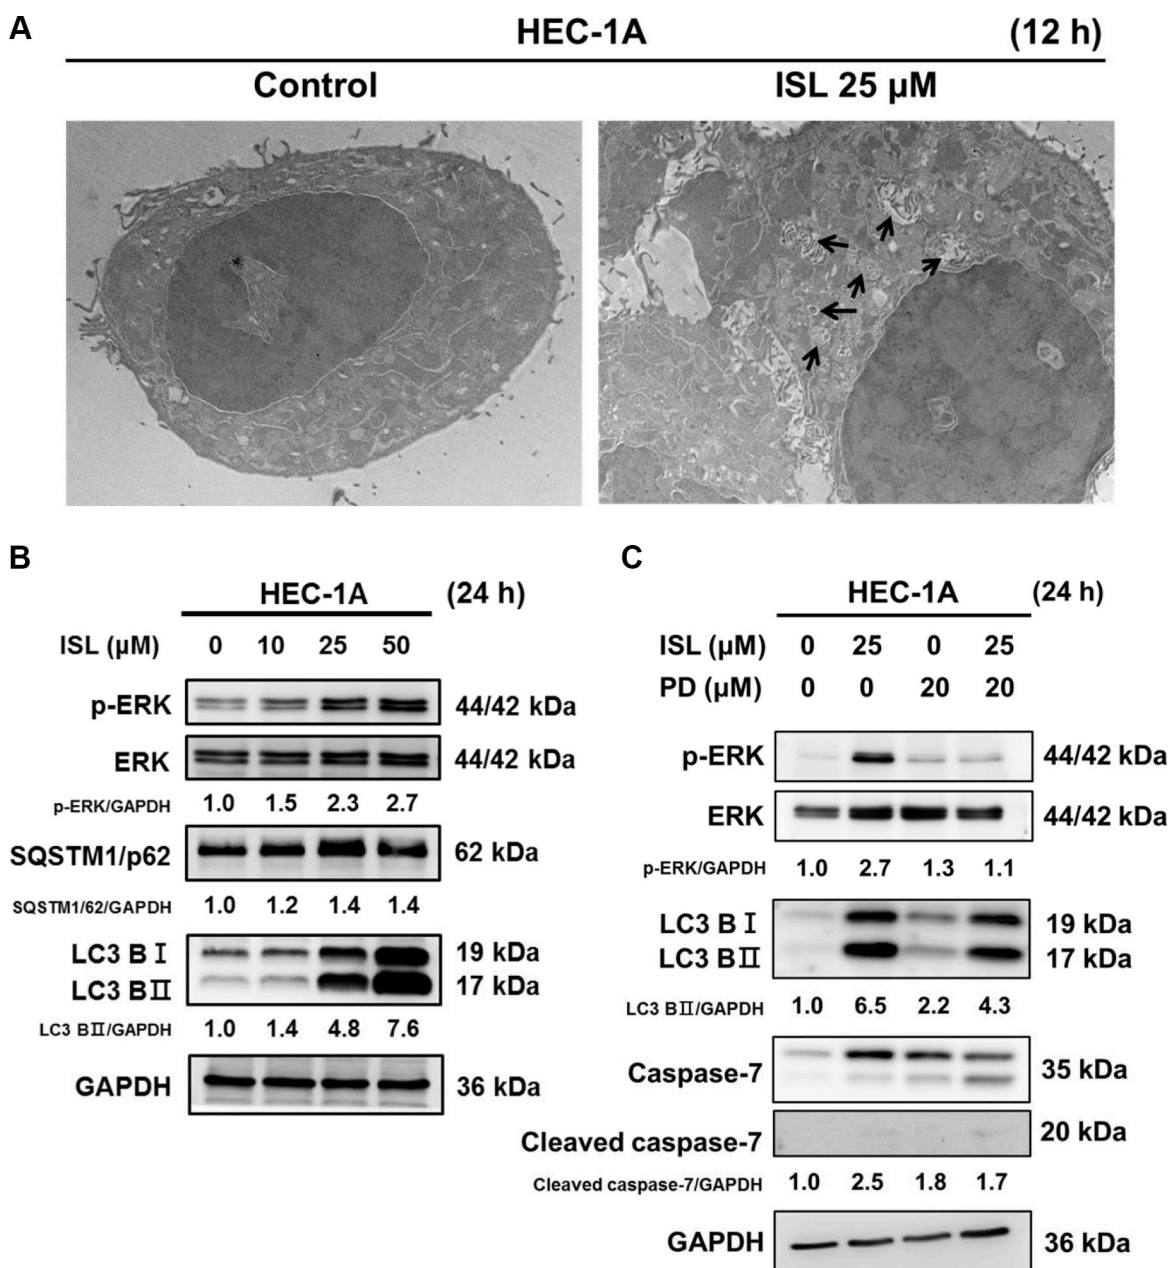 A
HEC-1A (12 h)
Control ISL 25 µM
B
HEC-1A (24 h)
ISL (µM) 0 10 25 50
p-ERK 44/42 kDa
ERK 44/42 kDa
p-ERK/GAPDH 1.0 1.5 2.3 2.7
SQSTM1/p62 62 kDa
SQSTM1/62/GAPDH 1.0 1.2 1.4 1.4
LC3 B Ⅰ 19 kDa
LC3 BⅡ 17 kDa
LC3 BⅡ/GAPDH 1.0 1.4 4.8 7.6
GAPDH 36 kDa
C
HEC-1A (24 h)
ISL (µM) 0 25 0 25
PD (µM) 0 0 20 20
p-ERK 44/42 kDa
ERK 44/42 kDa
p-ERK/GAPDH 1.0 2.7 1.3 1.1
LC3 B Ⅰ 19 kDa
LC3 BⅡ 17 kDa
LC3 BⅡ/GAPDH 1.0 6.5 2.2 4.3
Caspase-7 35 kDa
Cleaved caspase-7 20 kDa
Cleaved caspase-7/GAPDH 1.0 2.5 1.8 1.7
GAPDH 36 kDa